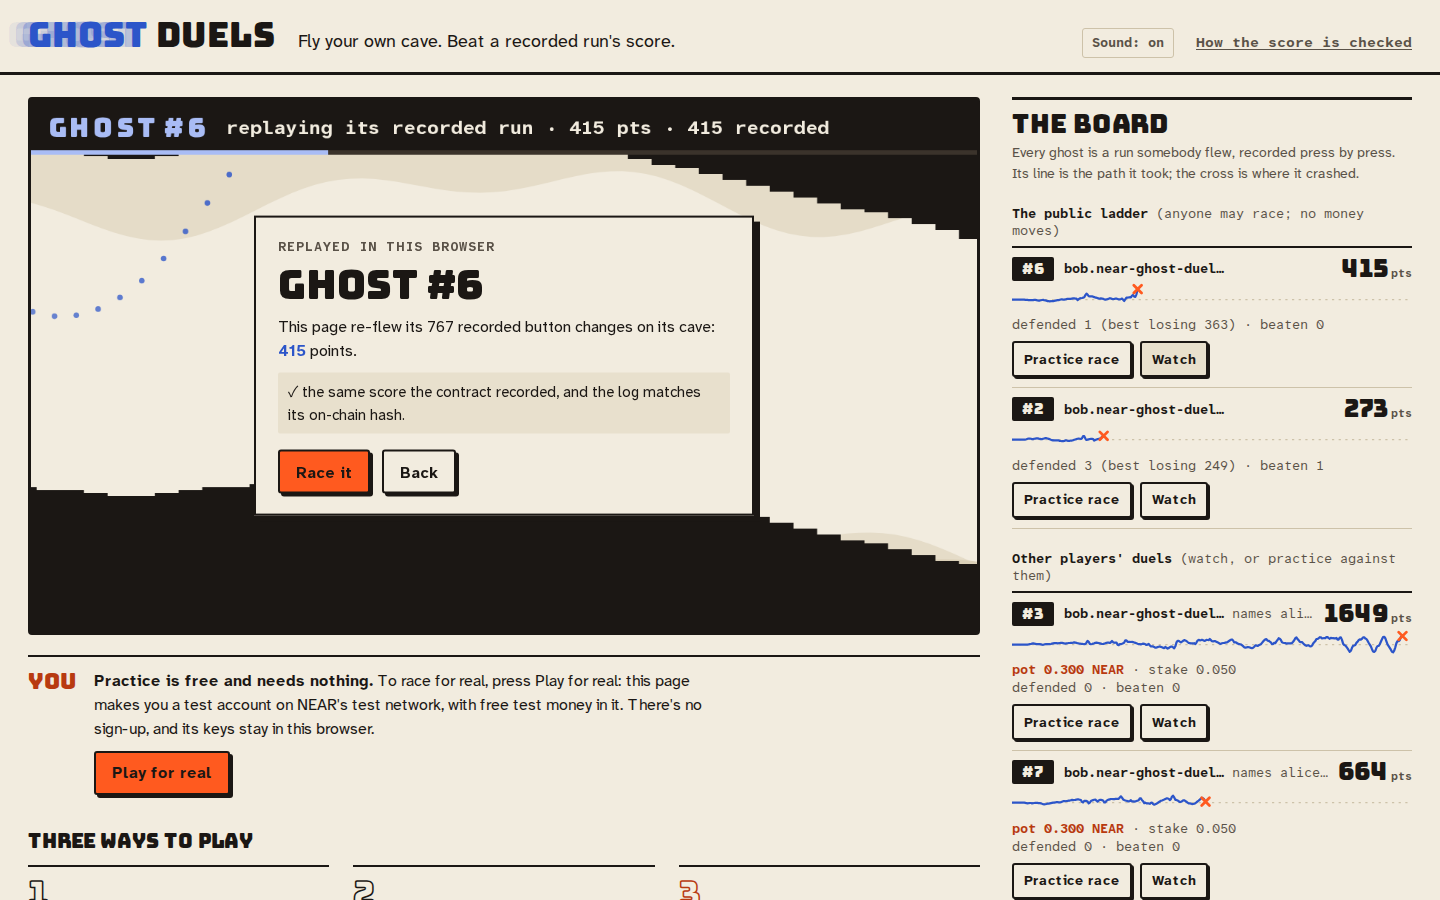 GHOST DUELS
Fly your own cave. Beat a recorded run's score.
Sound: on
How the score is checked
GHOST #6 replaying its recorded run · 415 pts · 415 recorded
REPLAYED IN THIS BROWSER
GHOST #6
This page re-flew its 767 recorded button changes on its cave:
415 points.
✓ the same score the contract recorded, and the log matches
its on-chain hash.
Race it
Back
YOU
Practice is free and needs nothing. To race for real, press Play for real: this page
makes you a test account on NEAR's test network, with free test money in it. There's no
sign-up, and its keys stay in this browser.
Play for real
THREE WAYS TO PLAY
1
2
3
THE BOARD
Every ghost is a run somebody flew, recorded press by press.
Its line is the path it took; the cross is where it crashed.
The public ladder (anyone may race; no money
moves)
#6 bob.near-ghost-duel… 415 pts
defended 1 (best losing 363) · beaten 0
Practice race
Watch
#2 bob.near-ghost-duel… 273 pts
defended 3 (best losing 249) · beaten 1
Practice race
Watch
Other players' duels (watch, or practice against
them)
#3 bob.near-ghost-duel… names ali… 1649 pts
pot 0.300 NEAR · stake 0.050
defended 0 · beaten 0
Practice race
Watch
#7 bob.near-ghost-duel… names alice… 664 pts
pot 0.300 NEAR · stake 0.050
defended 0 · beaten 0
Practice race
Watch